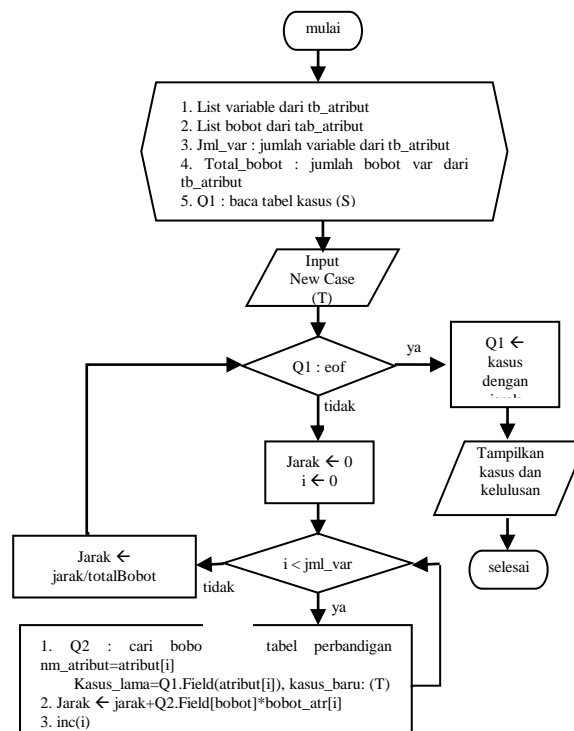 mulai
1. List variable dari tb_atribut
2. List bobot dari tab_atribut
3. Jml_var : jumlah variable dari tb_atribut
4. Total_bobot : jumlah bobot var dari
tb_atribut
5. Q1 : baca tabel kasus (S)
Input
New Case
(T)
Q1 : eof
ya
Q1 ←
kasus
dengan
tidak
Jarak ← 0
i ← 0
Tampilkan
kasus dan
kelulusan
Jarak ←
jarak/totalBobot
tidak
i < jml_var
selesai
ya
1. Q2 : cari tabel perbandigan
nm_atribut=atribut[i]
Kasus_lama=Q1.Field(atribut[i]), kasus_baru: (T)
2. Jarak ← jarak+Q2.Field[bobot]*bobot_atr[i]
3. inc(i)